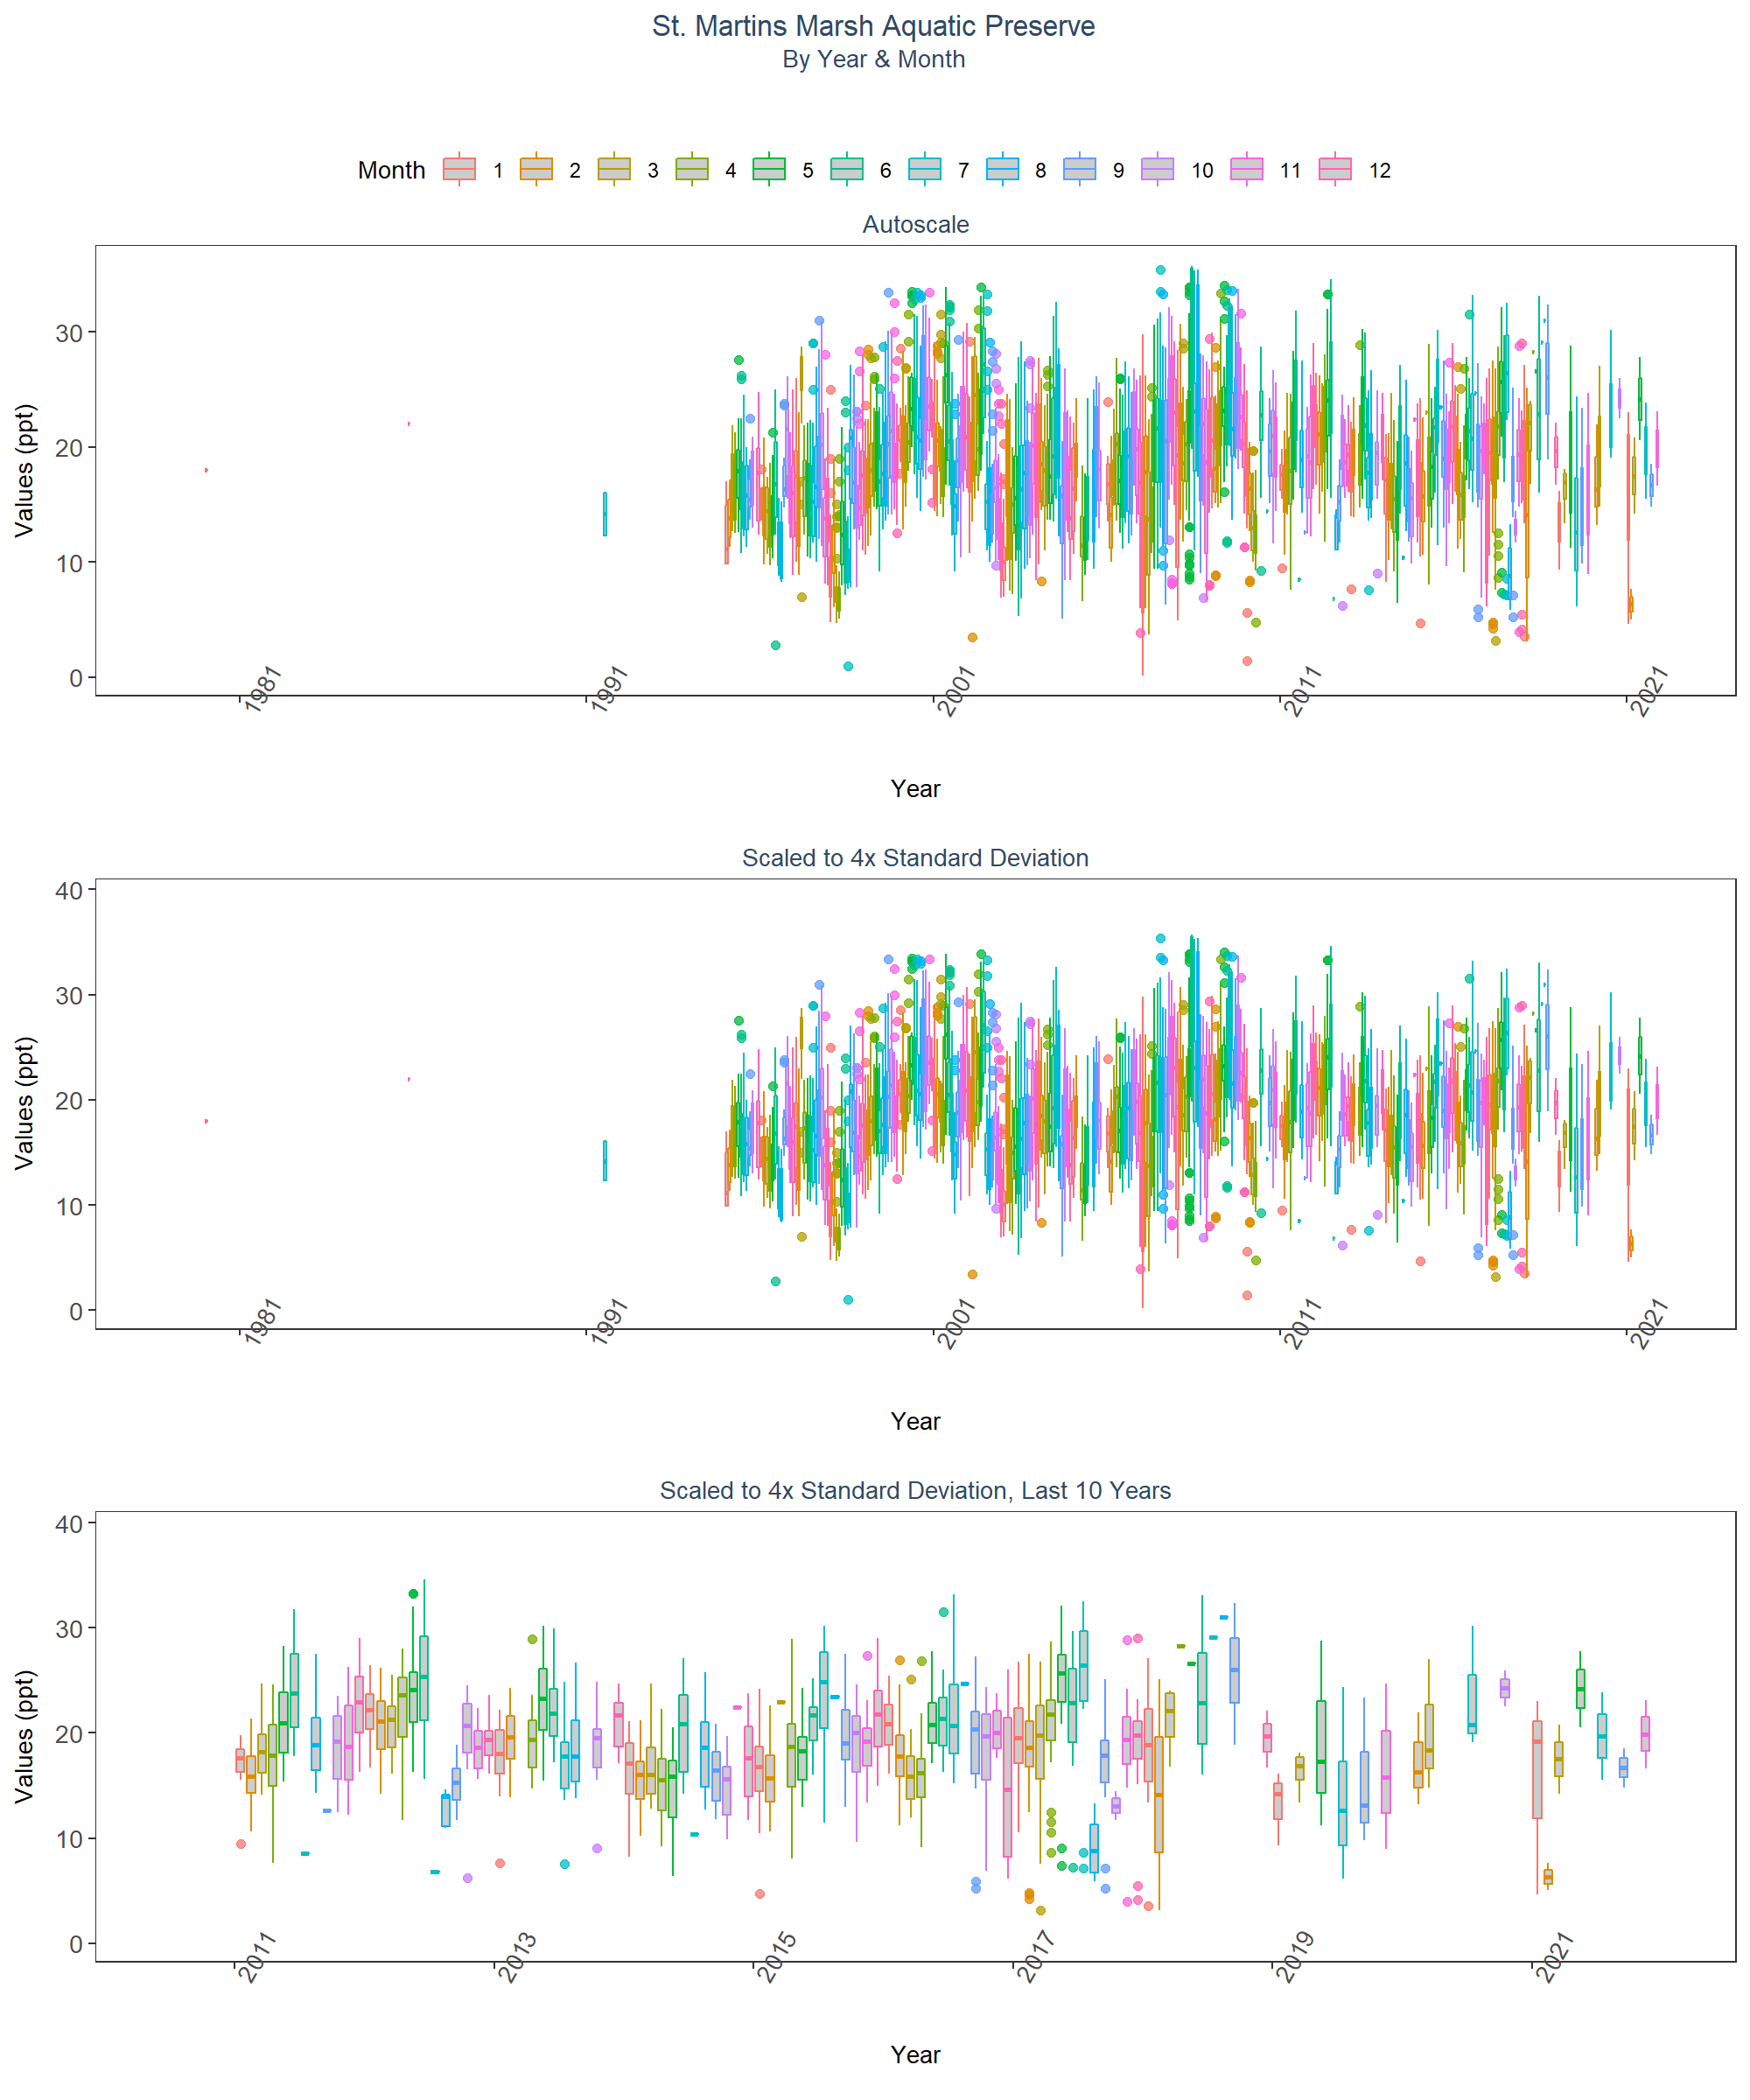 St. Martins Marsh Aquatic Preserve
By Year & Month
Month 1 2 3 4 5 6 7 8 9 10 11 12
Autoscale
Values (ppt)
30
20
10
0
1981 1991 2001 2011 2021
Year
Scaled to 4x Standard Deviation
Values (ppt)
40
30
20
10
0
1981 1991 2001 2011 2021
Year
Scaled to 4x Standard Deviation, Last 10 Years
Values (ppt)
40
30
20
10
0
2011 2013 2015 2017 2019 2021
Year